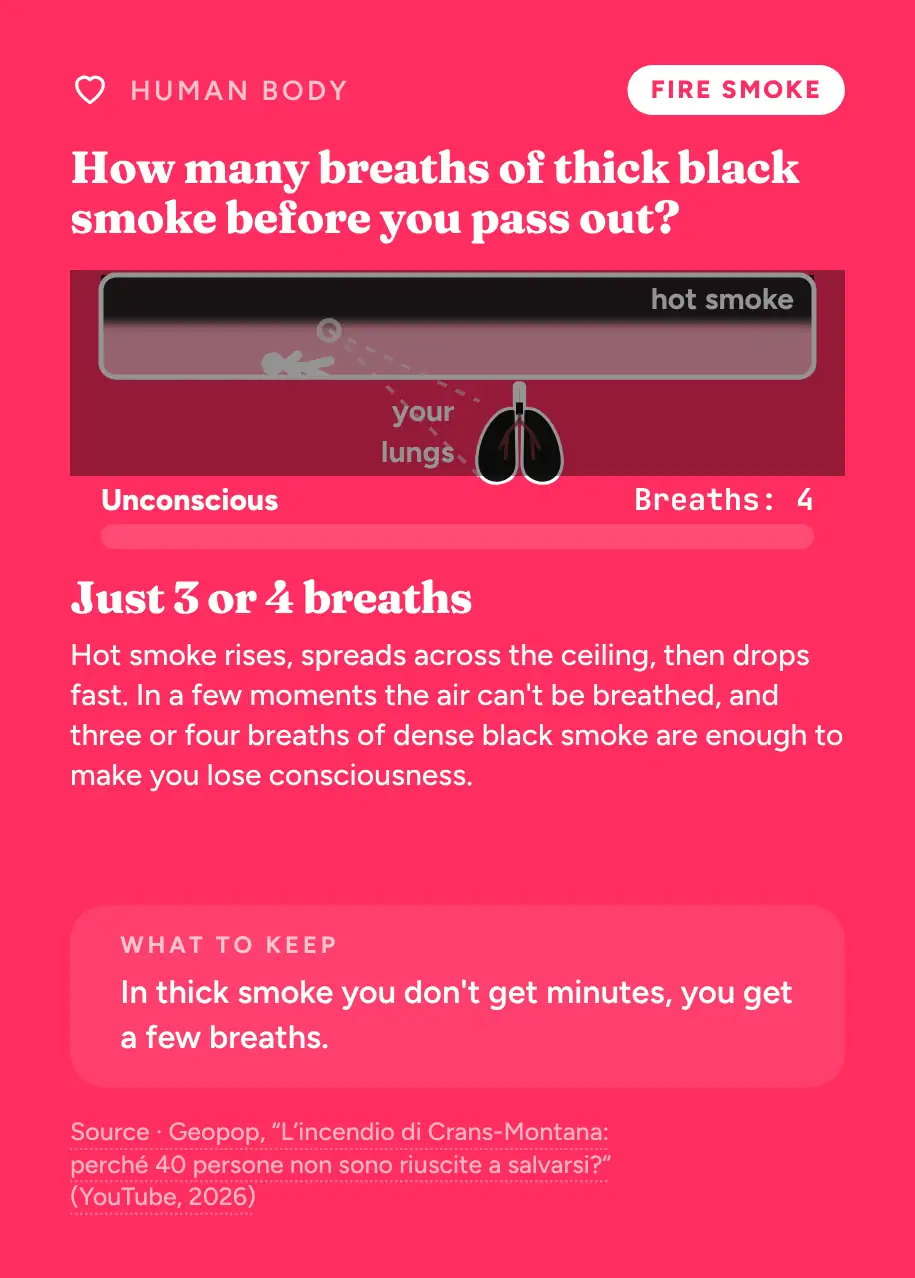 HUMAN BODY
FIRE SMOKE
How many breaths of thick black
smoke before you pass out?
hot smoke
your
lungs
Unconscious
Breaths: 4
Just 3 or 4 breaths
Hot smoke rises, spreads across the ceiling, then drops
fast. In a few moments the air can't be breathed, and
three or four breaths of dense black smoke are enough to
make you lose consciousness.
WHAT TO KEEP
In thick smoke you don't get minutes, you get
a few breaths.
Source · Geopop, “L’incendio di Crans-Montana:
perché 40 persone non sono riuscite a salvarsi?”
(YouTube, 2026)